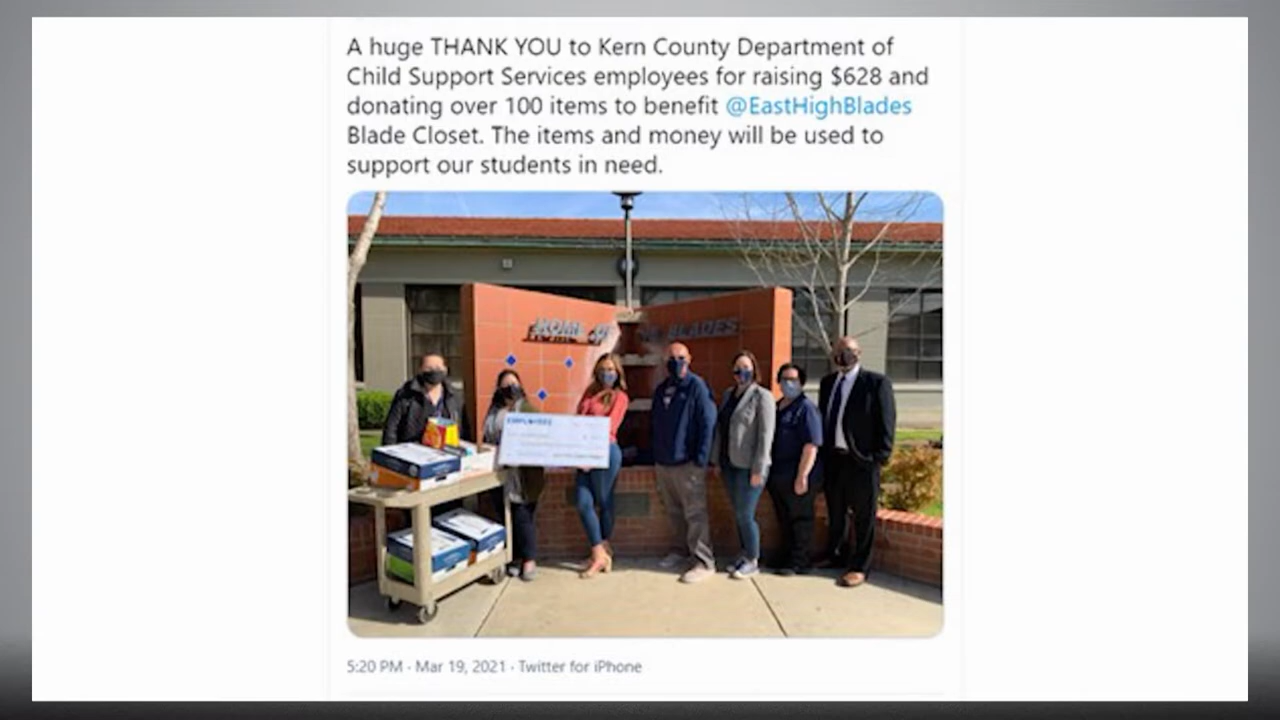 A huge THANK YOU to Kern County Department of
Child Support Services employees for raising $628 and
donating over 100 items to benefit @EastHighBlades
Blade Closet. The items and money will be used to
support our students in need.
HOME OF THE BLADES
EMPLOYEES
5:20 PM · Mar 19, 2021 · Twitter for iPhone